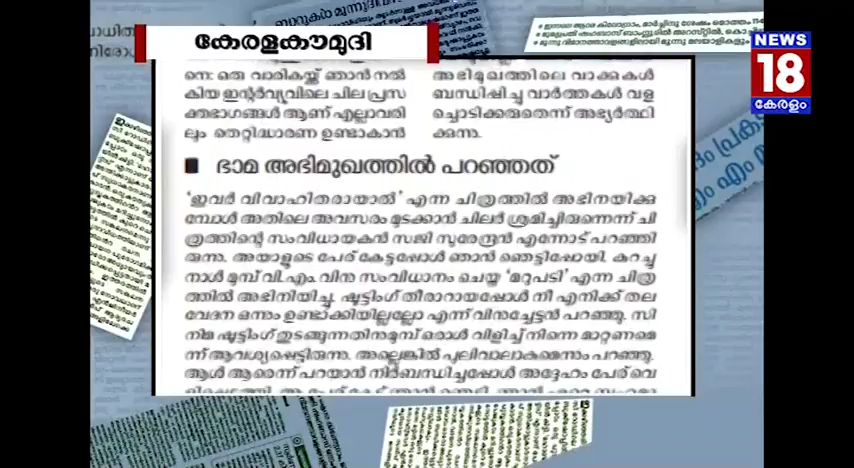 കേരളകൗമുദി
NEWS
18
കേരളം
നെ: ഒരു വാരികയ്ക്ക് ഞാൻ നൽ
കിയ ഇന്റർവ്യൂവിലെ ചില പ്രസ
ക്തഭാഗങ്ങൾ ആണ് എല്ലാവരി
ലും തെറ്റിദ്ധാരണ ഉണ്ടാകാൻ
അഭിമുഖത്തിലെ വാക്കുകൾ
ബന്ധിപ്പിച്ചു വാർത്തകൾ വള
ച്ചൊടിക്കരുതെന്ന് അഭ്യർത്ഥി
ക്കുന്നു.
■ ഭാമ അഭിമുഖത്തിൽ പറഞ്ഞത്
'ഇവർ വിവാഹിതരായാൽ' എന്ന ചിത്രത്തിൽ അഭിനയിക്കു
മ്പോൾ അതിലെ അവസരം മുടക്കാൻ ചിലർ ശ്രമിച്ചിരുന്നെന്ന് ചി
ത്രത്തിന്റെ സംവിധായകൻ സജി സുരേന്ദ്രൻ എന്നോട് പറഞ്ഞി
രുന്നു. അയാളുടെ പേര് കേട്ടപ്പോൾ ഞാൻ ഞെട്ടിപ്പോയി. കുറച്ചു
നാൾ മുമ്പ് വി.എം. വിനു സംവിധാനം ചെയ്ത 'മറുപടി' എന്ന ചിത്ര
ത്തിൽ അഭിനയിച്ചു. ഷൂട്ടിംഗ് തീരാറായപ്പോൾ നീ എനിക്ക് തല
വേദന ഒന്നും ഉണ്ടാക്കിയില്ലല്ലോ എന്ന് വിനുച്ചേട്ടൻ പറഞ്ഞു. സി
നിമ ഷൂട്ടിംഗ് തുടങ്ങുന്നതിനുമുമ്പ് ഒരാൾ വിളിച്ച് നിന്നെ മാറ്റണമെ
ന്ന് ആവശ്യപ്പെട്ടിരുന്നു. അല്ലെങ്കിൽ പുലിവാലാകുമെന്നും പറഞ്ഞു.
ആൾ ആരെന്ന് പറയാൻ നിർബന്ധിച്ചപ്പോൾ അദ്ദേഹം പേര് വെ